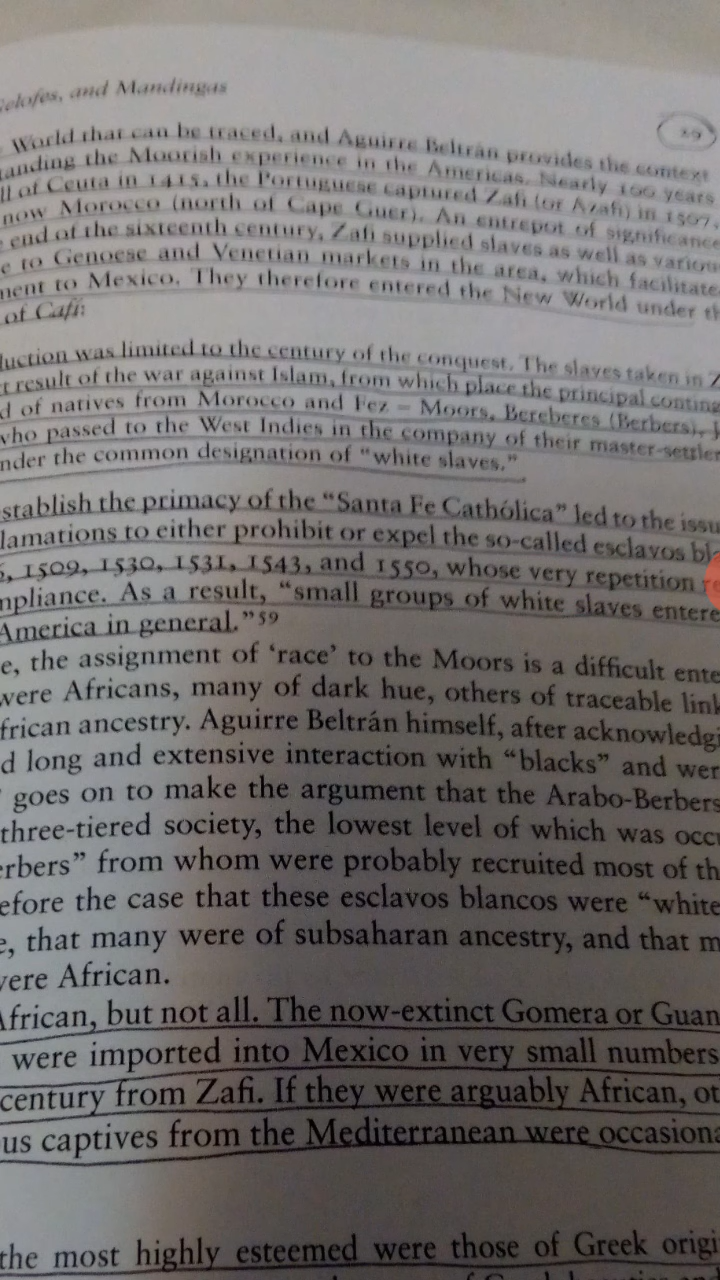 Gelofes, and Mandingas
29
World that can be traced, and Aguirre Beltrán provides the context
anding the Moorish experience in the Americas. Nearly 100 years
ll of Ceuta in 1415, the Portuguese captured Zafi (or Azafi) in 1507,
now Morocco (north of Cape Guer). An entrepot of significance
end of the sixteenth century, Zafi supplied slaves as well as variou
e to Genoese and Venetian markets in the area, which facilitate
ment to Mexico. They therefore entered the New World under th
of Cafi:
luction was limited to the century of the conquest. The slaves taken in Z
t result of the war against Islam, from which place the principal conting
d of natives from Morocco and Fez – Moors, Bereberes (Berbers), J
who passed to the West Indies in the company of their master-settler
nder the common designation of "white slaves."
stablish the primacy of the "Santa Fe Cathólica" led to the issu
lamations to either prohibit or expel the so-called esclavos bla
, 1509, 1530, 1531, 1543, and 1550, whose very repetition re
mpliance. As a result, "small groups of white slaves entere
America in general."59
e, the assignment of 'race' to the Moors is a difficult ente
were Africans, many of dark hue, others of traceable link
frican ancestry. Aguirre Beltrán himself, after acknowledgi
d long and extensive interaction with "blacks" and wer
" goes on to make the argument that the Arabo-Berbers
three-tiered society, the lowest level of which was occu
erbers" from whom were probably recruited most of th
efore the case that these esclavos blancos were "white
e, that many were of subsaharan ancestry, and that m
vere African.
African, but not all. The now-extinct Gomera or Guan
were imported into Mexico in very small numbers
century from Zafi. If they were arguably African, ot
us captives from the Mediterranean were occasiona
the most highly esteemed were those of Greek origi